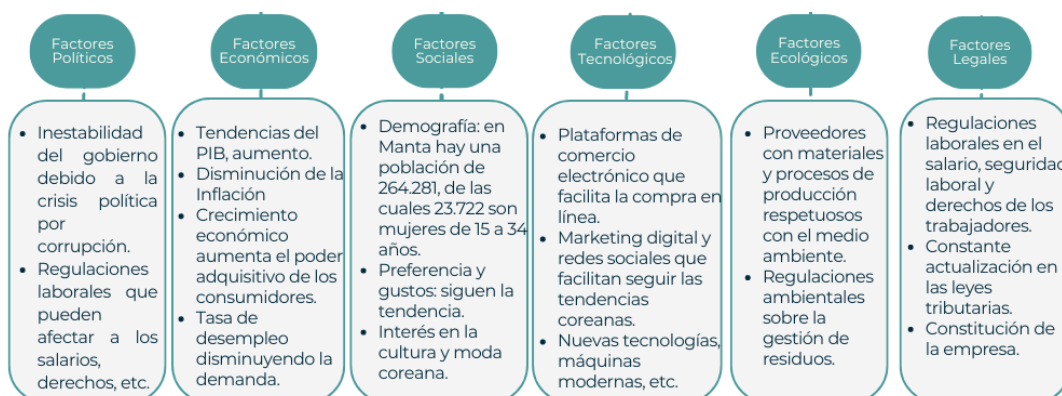 Factores
Políticos
Inestabilidad
del gobierno
debido a la
crisis política
por
corrupción.
Regulaciones
laborales que
pueden
afectar a los
salarios,
derechos, etc.
Factores
Económicos
Tendencias del
PIB, aumento.
Disminución de la
Inflación
Crecimiento
económico
aumenta el poder
adquisitivo de los
consumidores.
Tasa de
desempleo
disminuyendo la
demanda.
Factores
Sociales
Demografía: en
Manta hay una
población de
264.281, de las
cuales 23.722 son
mujeres de 15 a 34
años.
Preferencia y
gustos: siguen la
tendencia.
Interés en la
cultura y moda
coreana.
Factores
Tecnológicos
Plataformas de
comercio
electrónico que
facilita la compra en
línea.
Marketing digital y
redes sociales que
facilitan seguir las
tendencias
coreanas.
Nuevas tecnologías,
máquinas
modernas, etc.
Factores
Ecológicos
Proveedores
con materiales
y procesos de
producción
respetuosos
con el medio
ambiente.
Regulaciones
ambientales
sobre la
gestión de
residuos.
Factores
Legales
Regulaciones
laborales en el
salario, seguridad
laboral y
derechos de los
trabajadores.
Constante
actualización en
las leyes
tributarias.
Constitución de
la empresa.